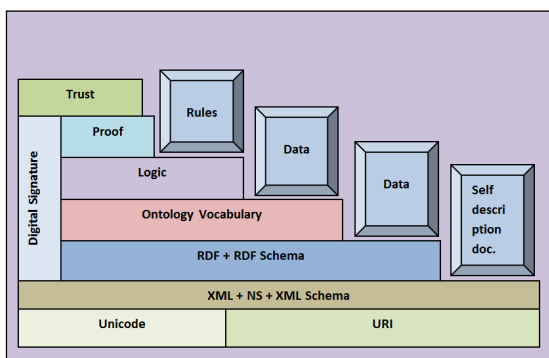 Trust
Rules
Proof
Data
Digital Signature
Logic
Data
Self
descri
ption
doc.
Ontology Vocabulary
RDF + RDF Schema
XML + NS + XML Schema
Unicode
URI